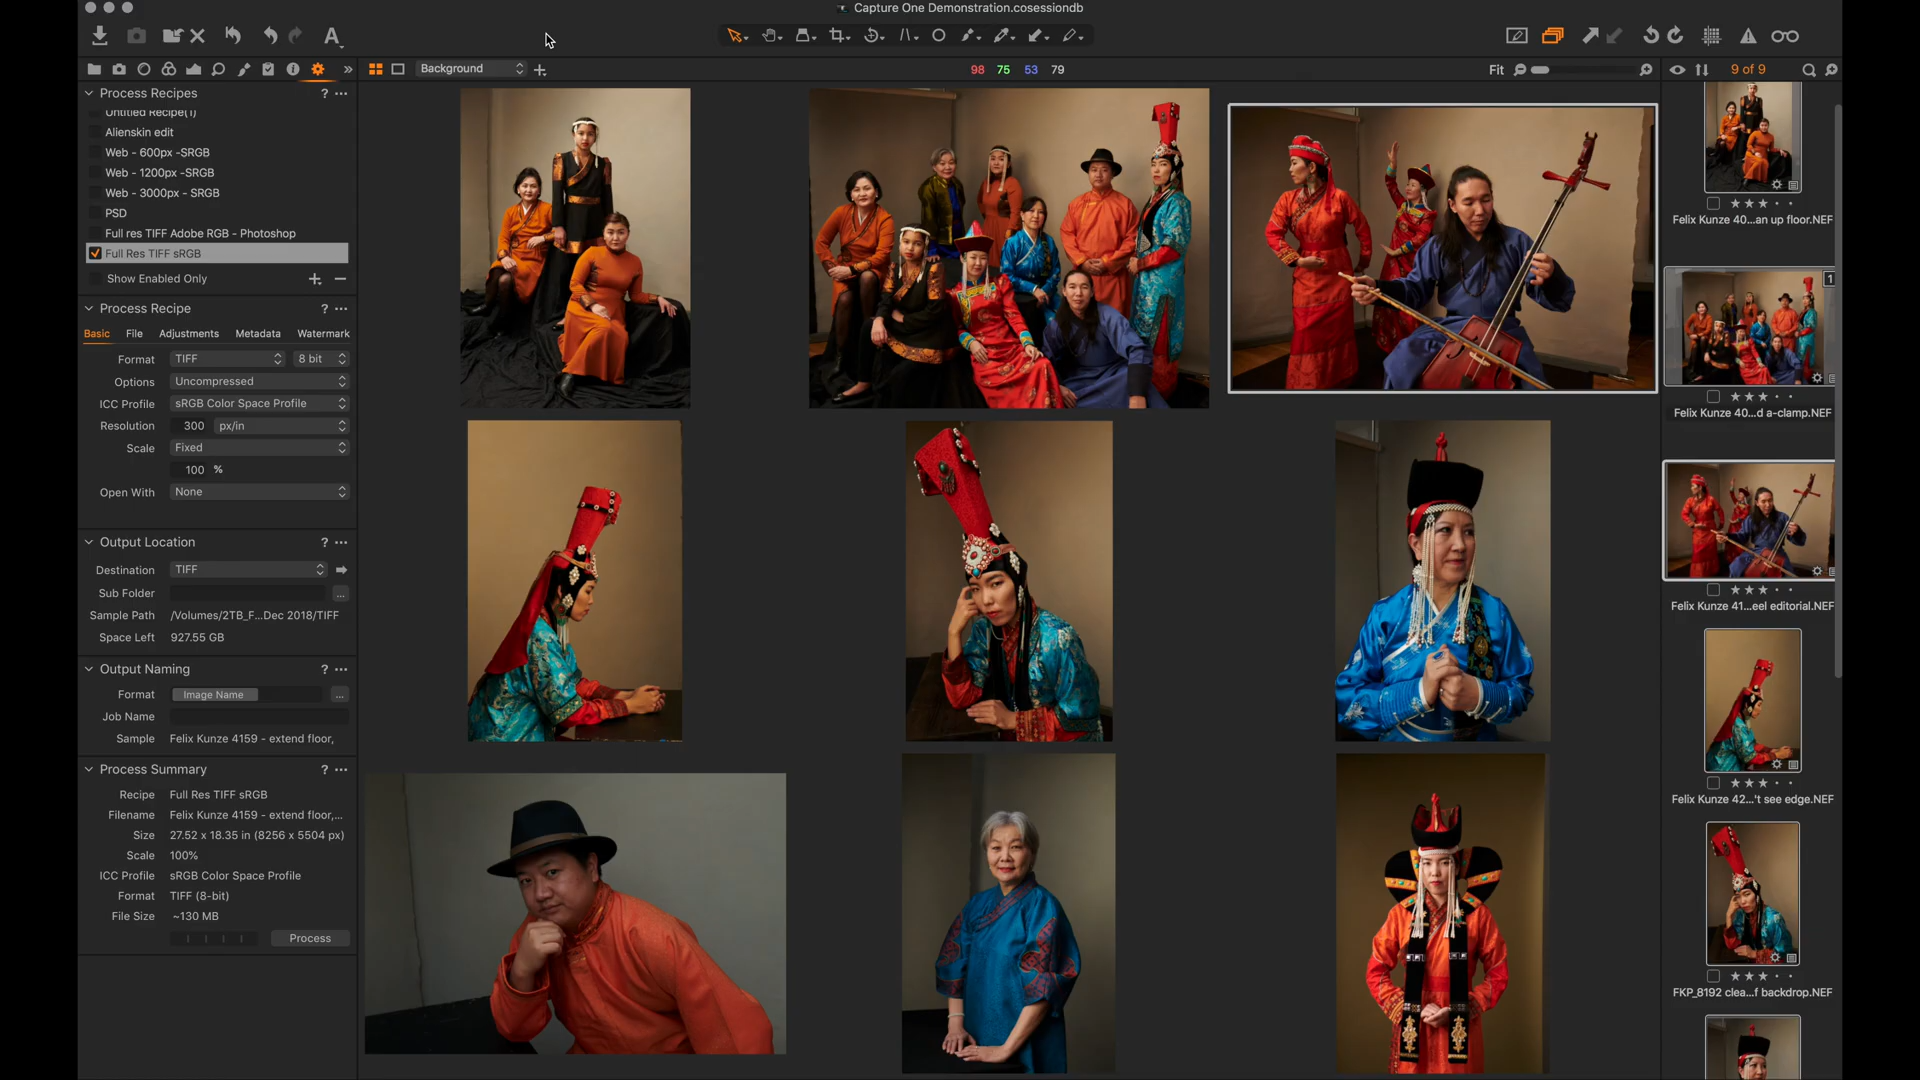 Capture One Demonstration.cosessiondb
Background
98 75 53 79
Fit
9 of 9
Process Recipes
Untitled Recipe(1)
Alienskin edit
Web - 600px -SRGB
Web - 1200px -SRGB
Web - 3000px - SRGB
PSD
Full res TIFF Adobe RGB - Photoshop
Full Res TIFF sRGB
Show Enabled Only
Process Recipe
Basic File Adjustments Metadata Watermark
Format TIFF 8 bit
Options Uncompressed
ICC Profile sRGB Color Space Profile
Resolution 300 px/in
Scale Fixed
100 %
Open With None
Output Location
Destination TIFF
Sub Folder
Sample Path /Volumes/2TB_F...Dec 2018/TIFF
Space Left 927.55 GB
Output Naming
Format Image Name
Job Name
Sample Felix Kunze 4159 - extend floor,
Process Summary
Recipe Full Res TIFF sRGB
Filename Felix Kunze 4159 - extend floor,...
Size 27.52 x 18.35 in (8256 x 5504 px)
Scale 100%
ICC Profile sRGB Color Space Profile
Format TIFF (8-bit)
File Size ~130 MB
Process
Felix Kunze 40...an up floor.NEF
1
Felix Kunze 40...d a-clamp.NEF
Felix Kunze 41...eel editorial.NEF
Felix Kunze 42...'t see edge.NEF
FKP_8192 clea...f backdrop.NEF